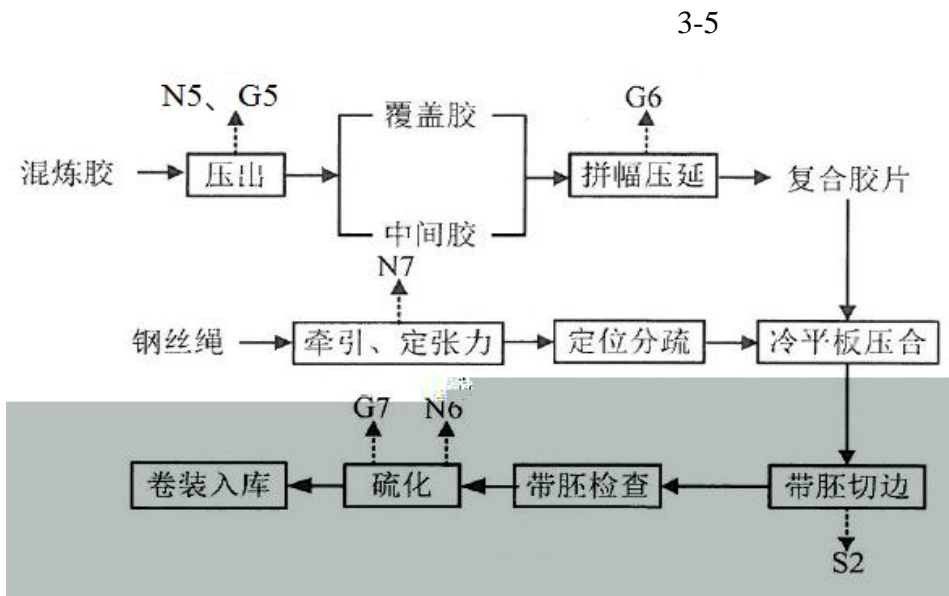 3-5
N5、G5
G6
覆盖胶
混炼胶
压出
拼幅压延
复合胶片
中间胶
N7
钢丝绳
牵引、定张力
定位分疏
冷平板压合
G7
N6
卷装入库
硫化
带胚检查
带胚切边
S2